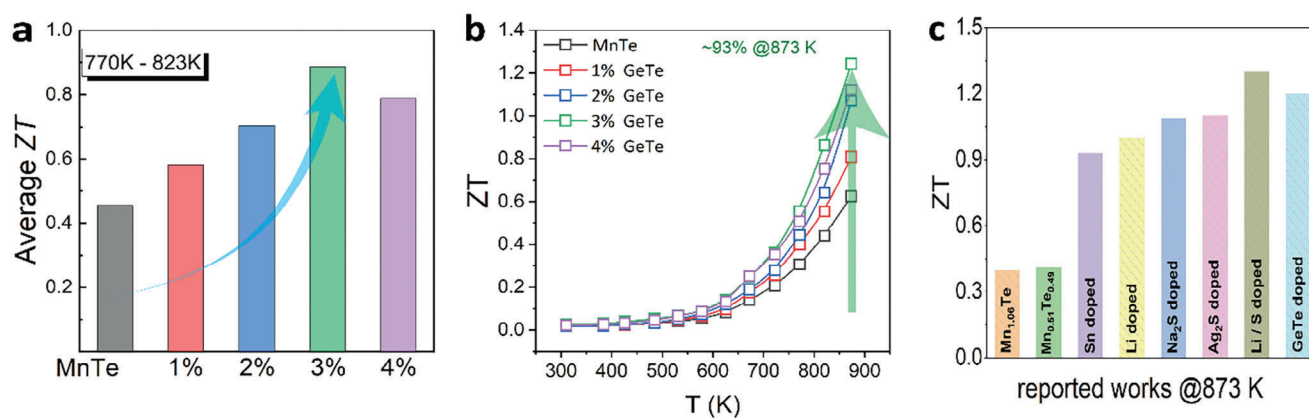 a
770K - 823K
Average ZT
1.0
0.8
0.6
0.4
0.2
MnTe 1% 2% 3% 4%
b
MnTe
1% GeTe
2% GeTe
3% GeTe
4% GeTe
~93% @873 K
ZT
1.4
1.2
1.0
0.8
0.6
0.4
0.2
0.0
300 400 500 600 700 800 900
T (K)
c
ZT
1.5
1.2
0.9
0.6
0.3
0.0
Mn1.06Te
Mn0.51Te0.49
Sn doped
Li doped
Na2S doped
Ag2S doped
Li / S doped
GeTe doped
reported works @873 K